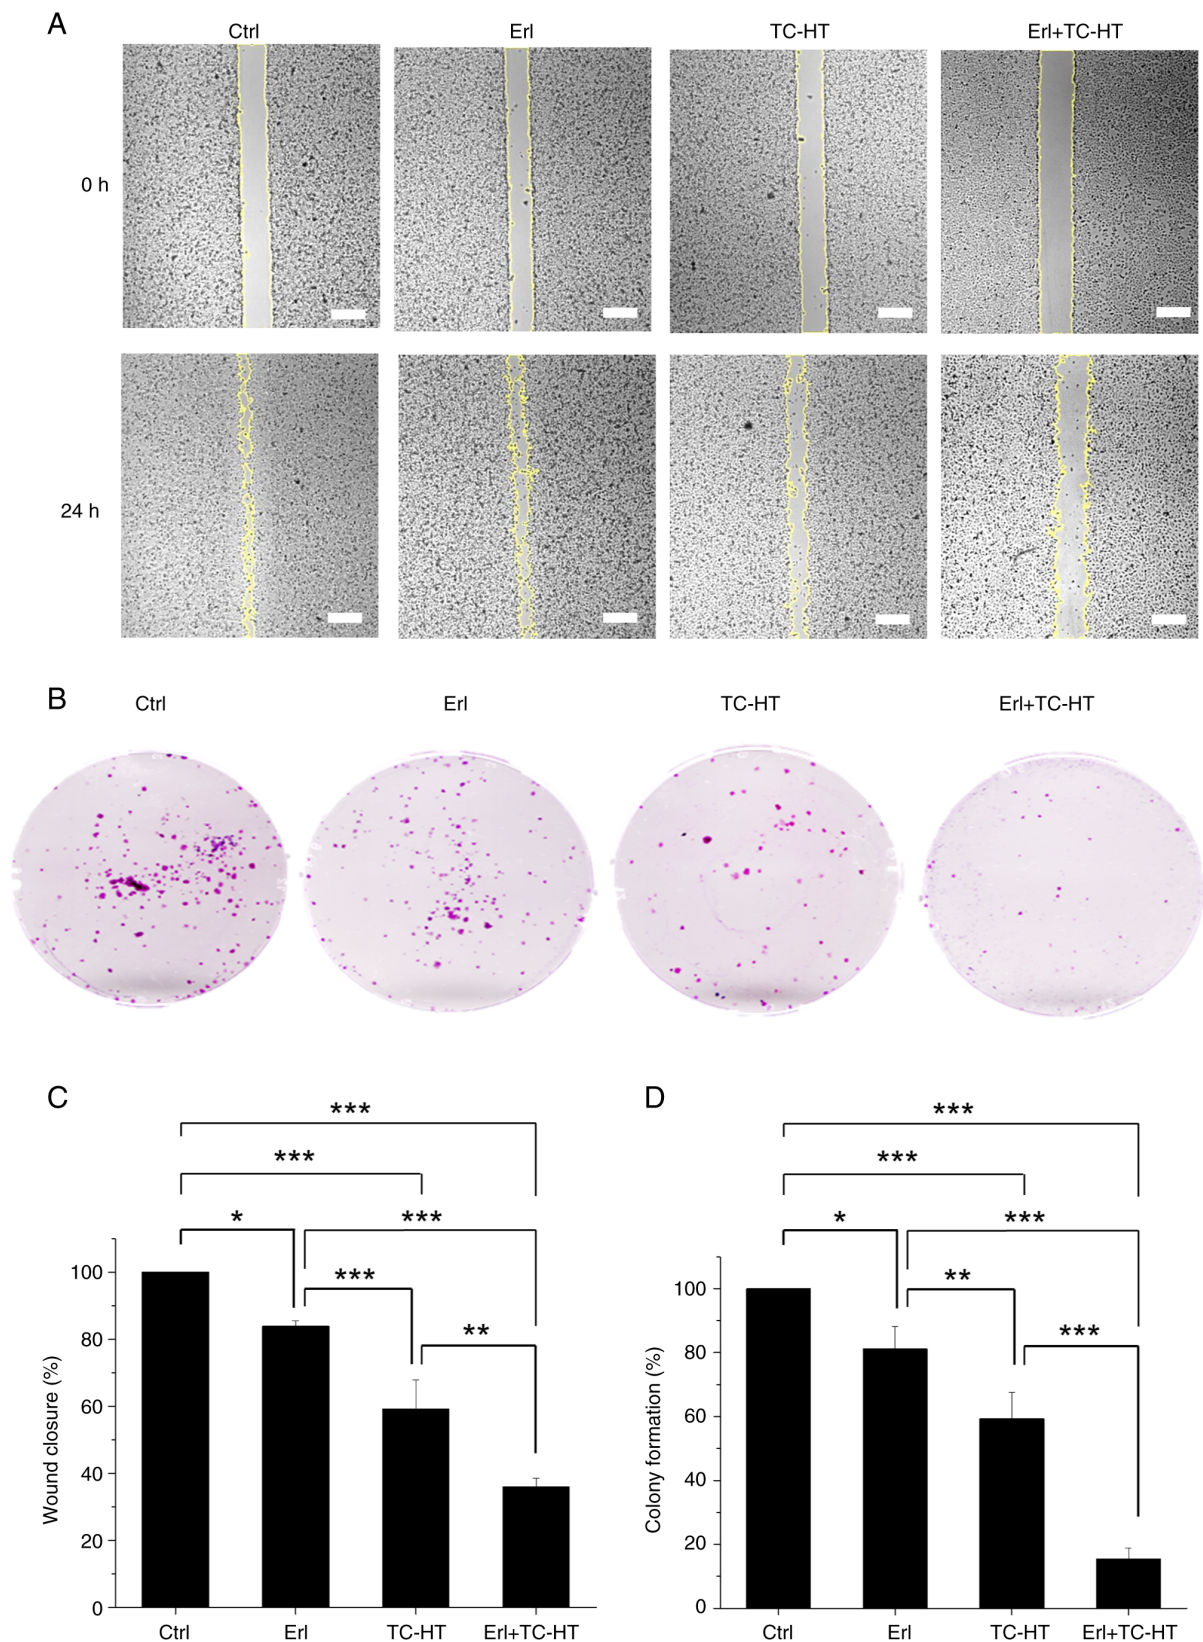 A
Ctrl
Erl
TC-HT
Erl+TC-HT
0 h
24 h
B
Ctrl
Erl
TC-HT
Erl+TC-HT
C
***
***
*
***
***
**
Wound closure (%)
100
80
60
40
20
0
Ctrl
Erl
TC-HT
Erl+TC-HT
D
***
***
*
***
**
***
Colony formation (%)
100
80
60
40
20
0
Ctrl
Erl
TC-HT
Erl+TC-HT